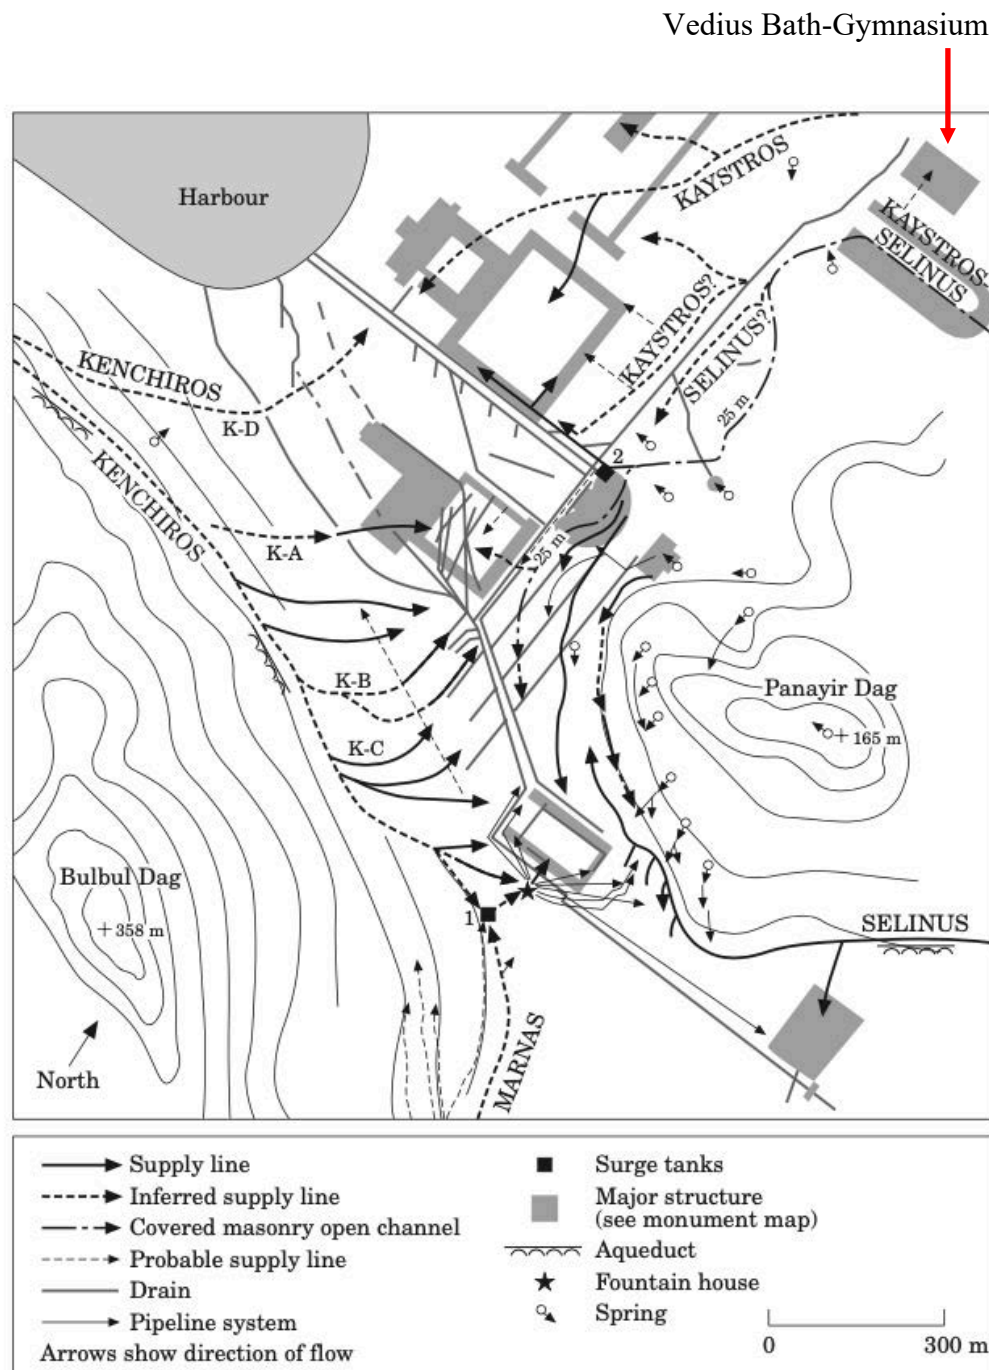 Vedius Bath-Gymnasium
Harbour
KAYSTROS
KAYSTROS-
SELINUS
KAYSTROS?
SELINUS?
25 m
KENCHIROS
K-D
KENCHIROS
2
K-A
25 m
K-B
K-C
Panayir Dag
+ 165 m
Bulbul Dag
+ 358 m
1
SELINUS
North
MARNAS
Supply line
Inferred supply line
Covered masonry open channel
Probable supply line
Drain
Pipeline system
Arrows show direction of flow
Surge tanks
Major structure
(see monument map)
Aqueduct
Fountain house
Spring
0 300 m